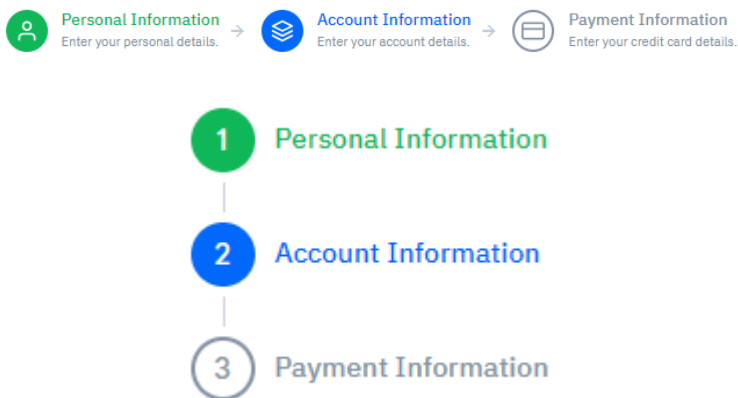 Personal Information
Enter your personal details.
Account Information
Enter your account details.
Payment Information
Enter your credit card details.
1 Personal Information
2 Account Information
3 Payment Information